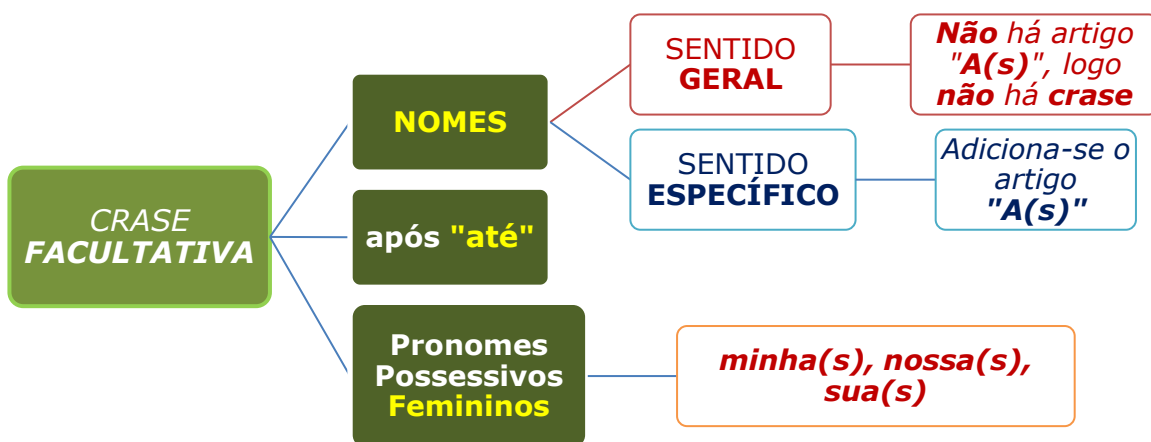 CRASE
FACULTATIVA
NOMES
SENTIDO
GERAL
Não há artigo
"A(s)", logo
não há crase
SENTIDO
ESPECÍFICO
Adiciona-se o
artigo
"A(s)"
após "até"
Pronomes
Possessivos
Femininos
minha(s), nossa(s),
sua(s)